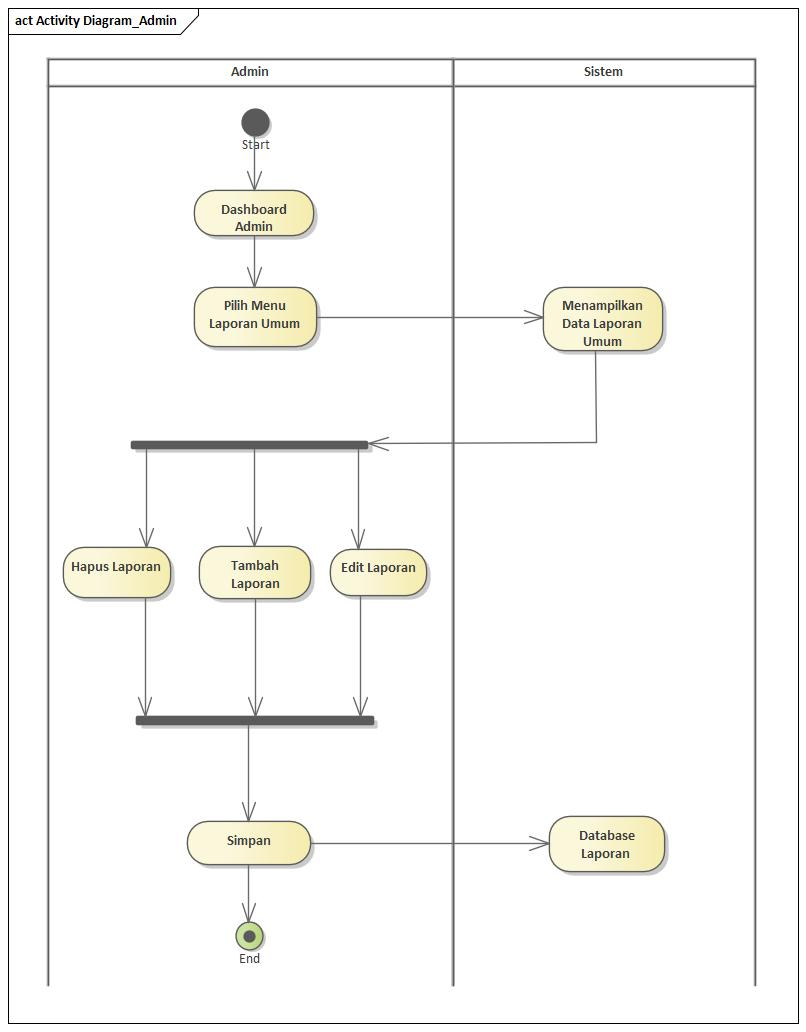 act Activity Diagram_Admin
Admin
Sistem
Start
Dashboard
Admin
Pilih Menu
Laporan Umum
Menampilkan
Data Laporan
Umum
Hapus Laporan
Tambah
Laporan
Edit Laporan
Simpan
Database
Laporan
End